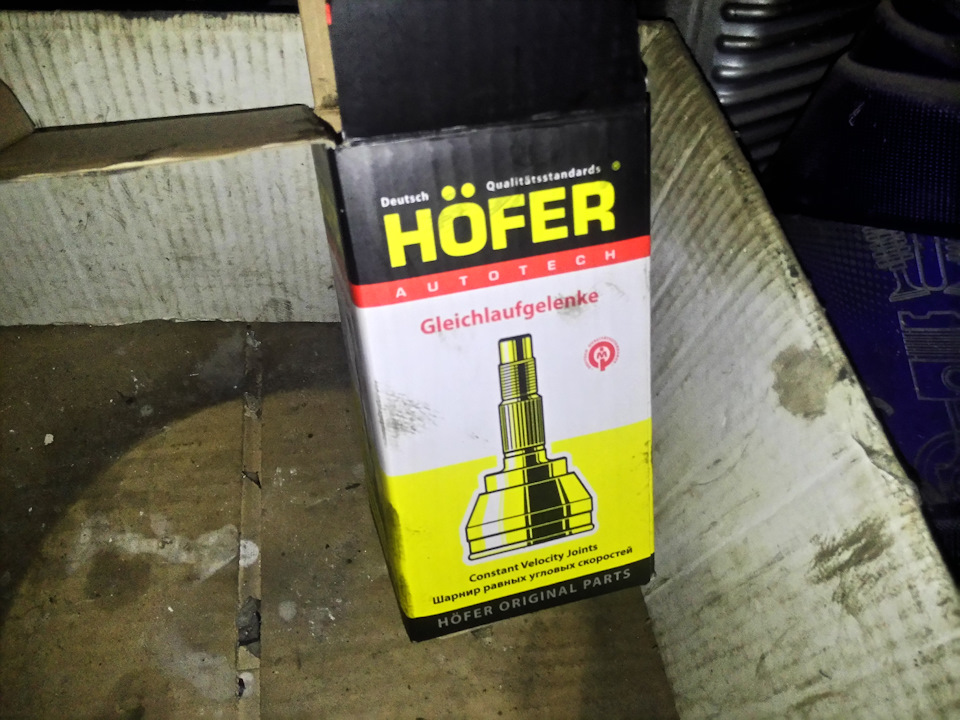 Deutsch Qualitätsstandards
HÖFER
AUTOTECH
Gleichlaufgelenke
Constant Velocity Joints
Шарнир равных угловых скоростей
HÖFER ORIGINAL PARTS